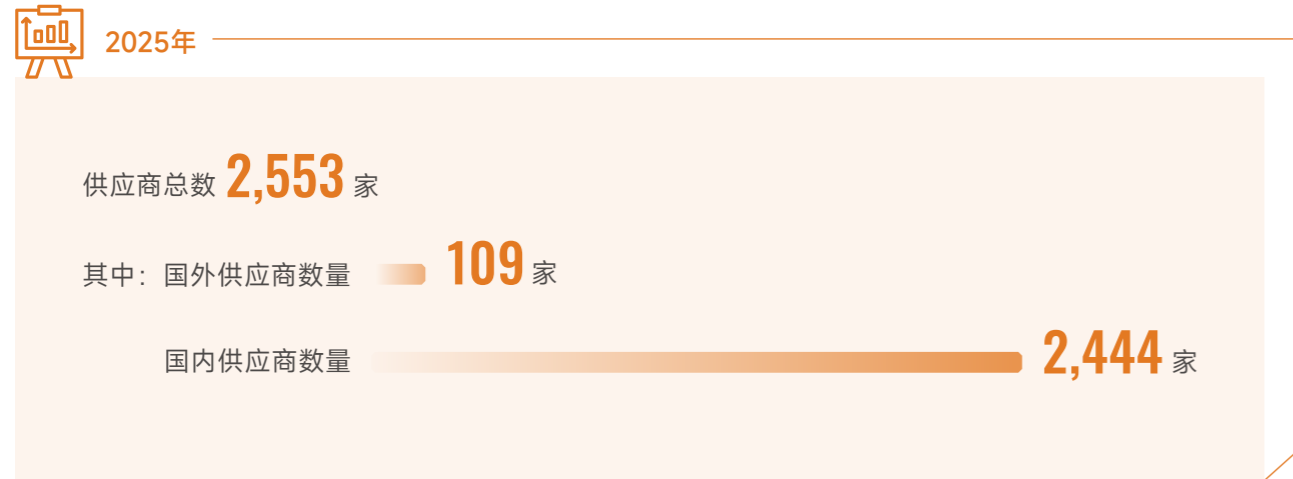 2025年
供应商总数 2,553 家
其中：国外供应商数量 109 家
国内供应商数量 2,444 家